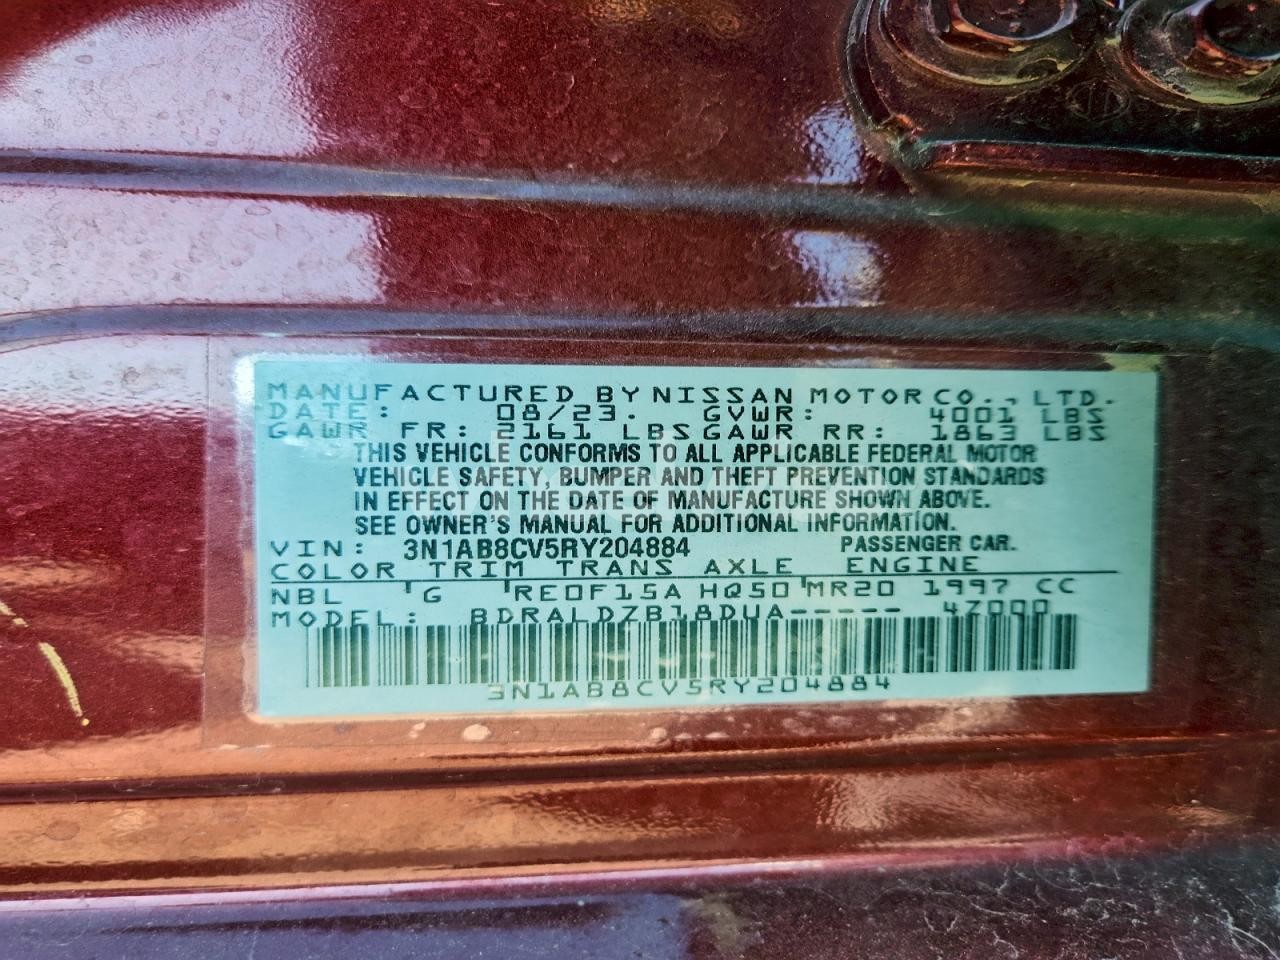 MANUFACTURED BY NISSAN MOTOR CO., LTD.
DATE: 08/23. GVWR: 4001 LBS
GAWR FR: 2161 LBS GAWR RR: 1863 LBS
THIS VEHICLE CONFORMS TO ALL APPLICABLE FEDERAL MOTOR
VEHICLE SAFETY, BUMPER AND THEFT PREVENTION STANDARDS
IN EFFECT ON THE DATE OF MANUFACTURE SHOWN ABOVE.
SEE OWNER'S MANUAL FOR ADDITIONAL INFORMATION.
VIN: 3N1AB8CV5RY204884 PASSENGER CAR.
COLOR TRIM TRANS AXLE ENGINE
NBL G RE0F15A HQ50 MR20 1997 CC
MODEL: BDRALDZB18DUA-----
3N1AB8CV5RY204884